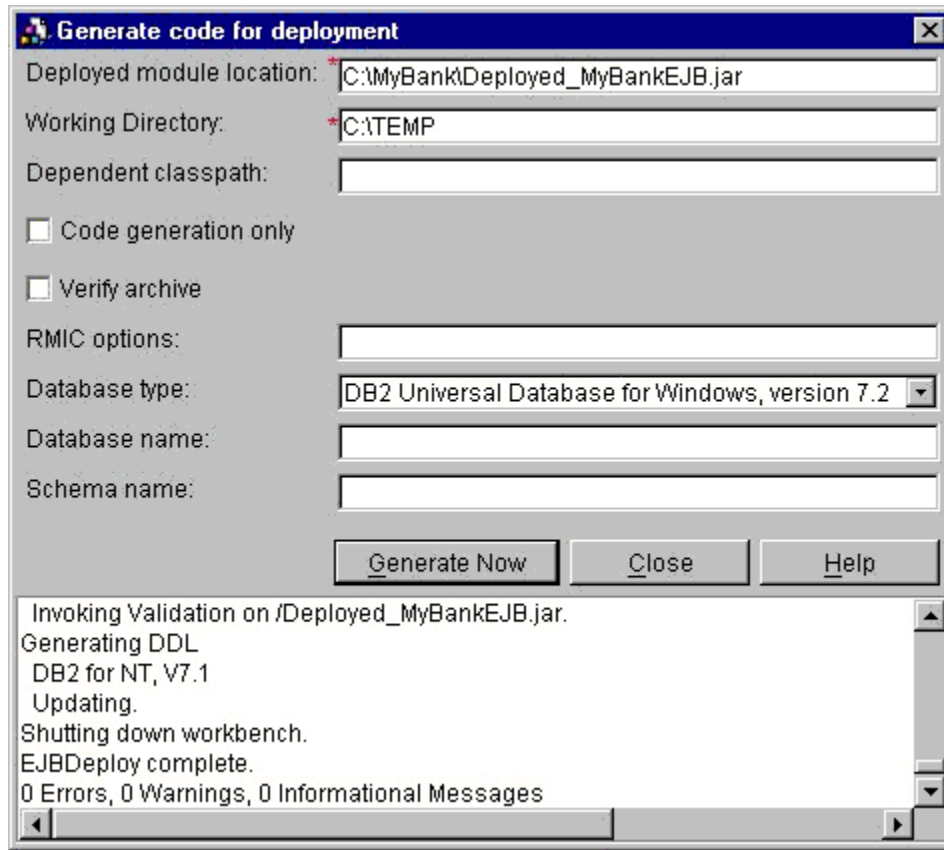 Generate code for deployment
Deployed module location: *C:\MyBank\Deployed_MyBankEJB.jar
Working Directory: *C:\TEMP
Dependent classpath:
Code generation only
Verify archive
RMIC options:
Database type: DB2 Universal Database for Windows, version 7.2
Database name:
Schema name:
Generate Now Close Help
Invoking Validation on /Deployed_MyBankEJB.jar.
Generating DDL
DB2 for NT, V7.1
Updating.
Shutting down workbench.
EJBDeploy complete.
0 Errors, 0 Warnings, 0 Informational Messages